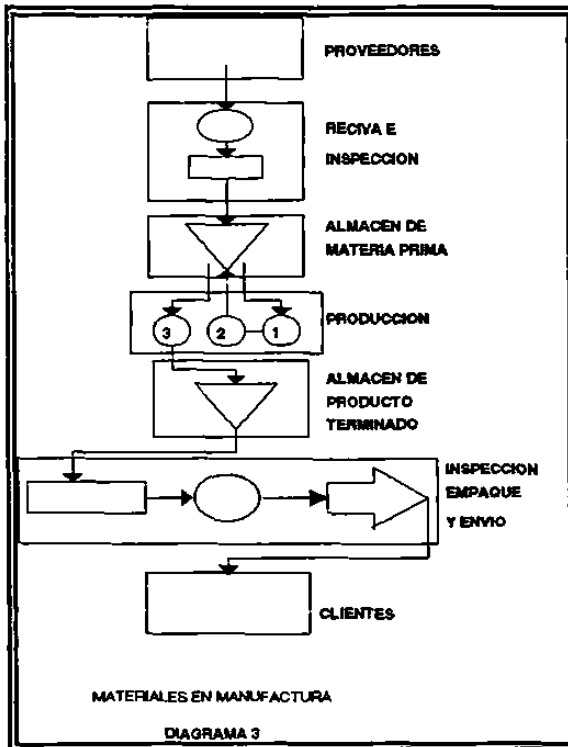 PROVEEDORES
RECIVA E
INSPECCION
ALMACEN DE
MATERIA PRIMA
3 2 1
PRODUCCION
ALMACEN DE
PRODUCTO
TERMINADO
INSPECCION
EMPAQUE
Y ENVIO
CLIENTES
MATERIALES EN MANUFACTURA
DIAGRAMA 3